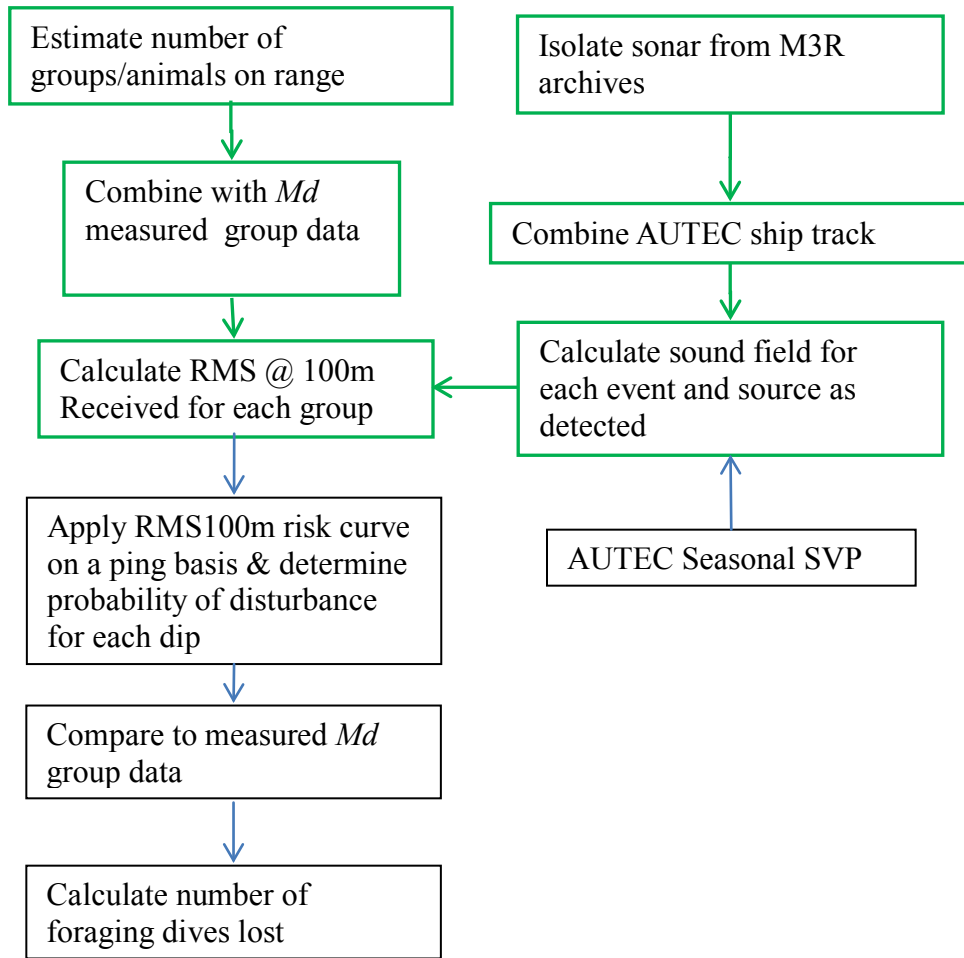 Estimate number of
groups/animals on range
Combine with Md
measured group data
Calculate RMS @ 100m
Received for each group
Apply RMS100m risk curve
on a ping basis & determine
probability of disturbance
for each dip
Compare to measured Md
group data
Calculate number of
foraging dives lost
Isolate sonar from M3R
archives
Combine AUTEC ship track
Calculate sound field for
each event and source as
detected
AUTEC Seasonal SVP